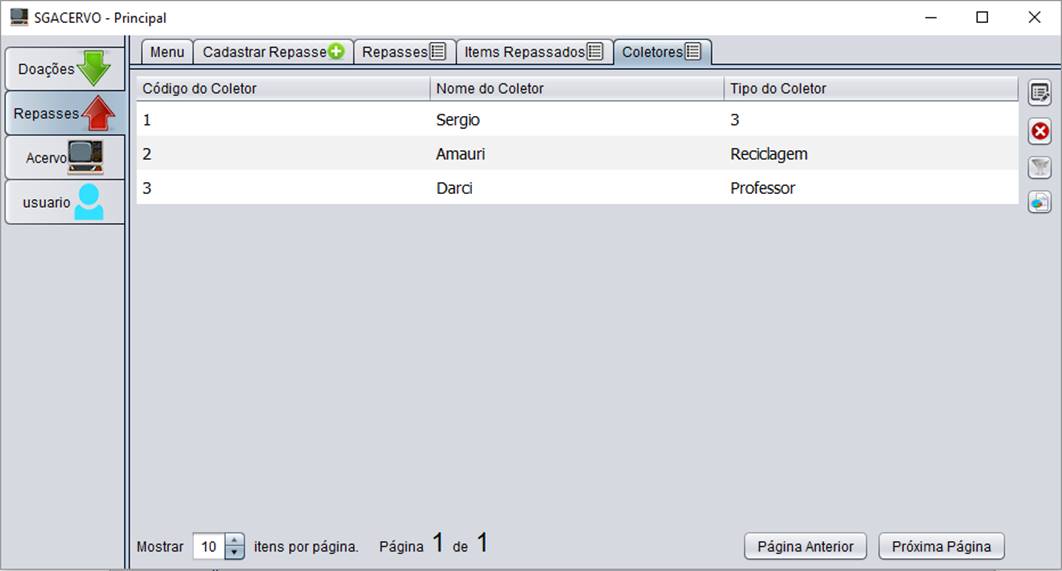 SGACERVO - Principal
Doações
Repasses
Acervo
usuario
Menu Cadastrar Repasse Repasses Items Repassados Coletores
Código do Coletor Nome do Coletor Tipo do Coletor
1 Sergio 3
2 Amauri Reciclagem
3 Darci Professor
Mostrar 10 itens por página. Página 1 de 1 Página Anterior Próxima Página